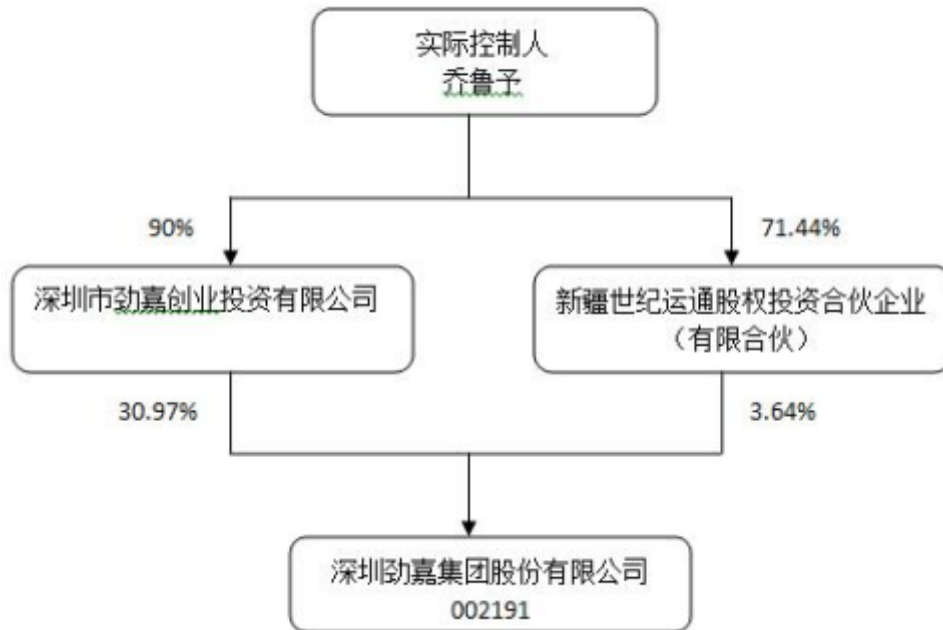 实际控制人
乔鲁予
90%
71.44%
深圳市劲嘉创业投资有限公司
新疆世纪运通股权投资合伙企业
（有限合伙）
30.97%
3.64%
深圳劲嘉集团股份有限公司
002191